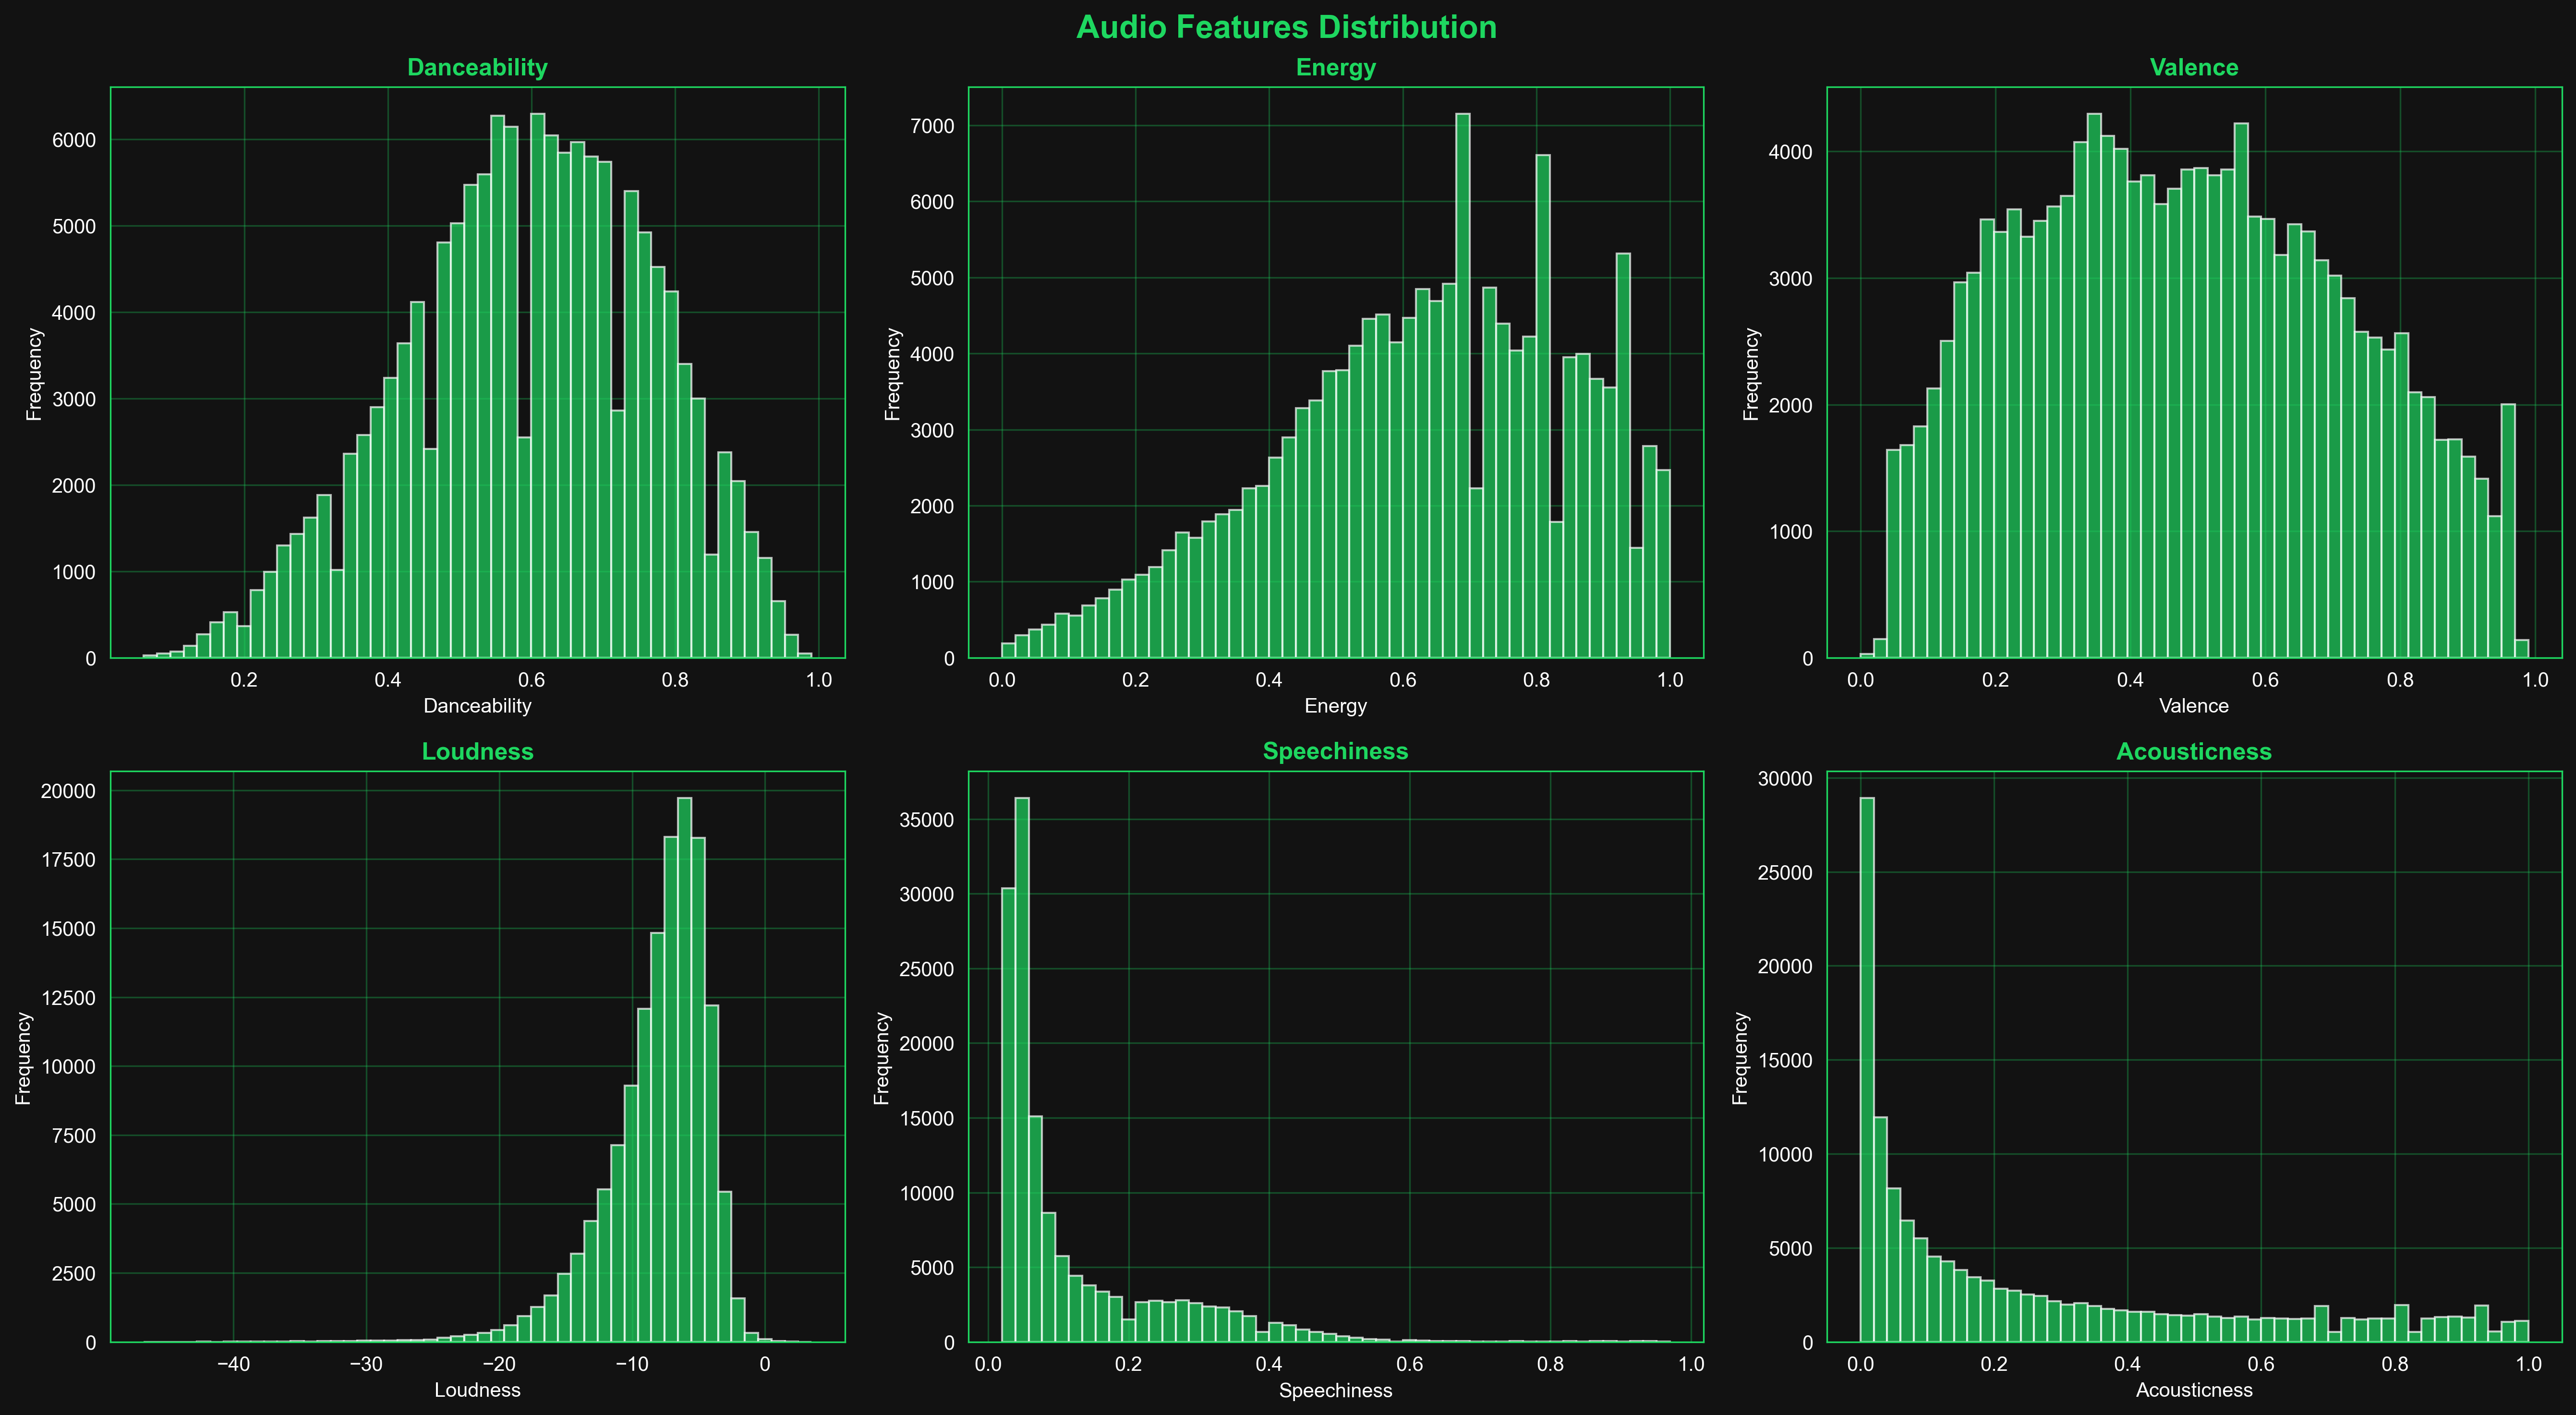 Audio Features Distribution
Danceability
Frequency
6000
5000
4000
3000
2000
1000
0
0.2 0.4 0.6 0.8 1.0
Danceability
Energy
Frequency
7000
6000
5000
4000
3000
2000
1000
0
0.0 0.2 0.4 0.6 0.8 1.0
Energy
Valence
Frequency
4000
3000
2000
1000
0
0.0 0.2 0.4 0.6 0.8 1.0
Valence
Loudness
Frequency
20000
17500
15000
12500
10000
7500
5000
2500
0
−40 −30 −20 −10 0
Loudness
Speechiness
Frequency
35000
30000
25000
20000
15000
10000
5000
0
0.0 0.2 0.4 0.6 0.8 1.0
Speechiness
Acousticness
Frequency
30000
25000
20000
15000
10000
5000
0
0.0 0.2 0.4 0.6 0.8 1.0
Acousticness